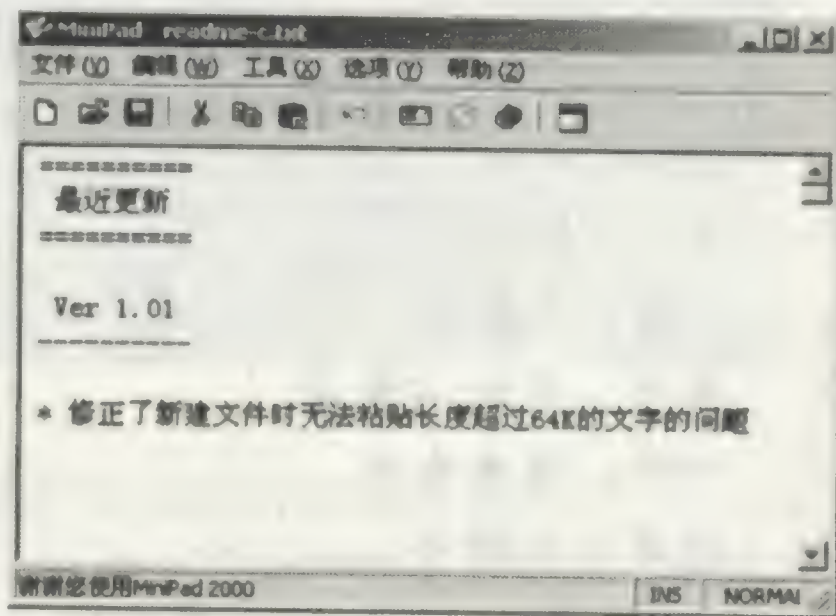 MiniPad readme-c.txt
文件(V) 编辑(W) 工具(X) 选项(Y) 帮助(Z)
==========
最近更新
==========
Ver 1.01
----------
* 修正了新建文件时无法粘贴长度超过64K的文字的问题
谢谢您使用MiniPad 2000 INS NORMAL